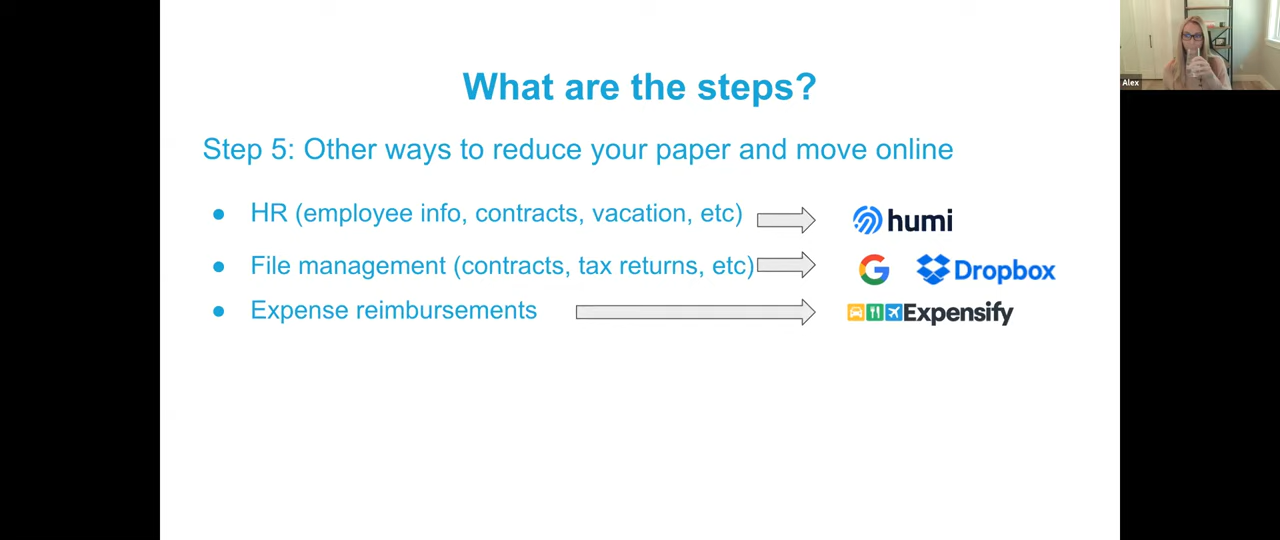 What are the steps?
Alex
Step 5: Other ways to reduce your paper and move online
● HR (employee info, contracts, vacation, etc) humi
● File management (contracts, tax returns, etc) G Dropbox
● Expense reimbursements Expensify